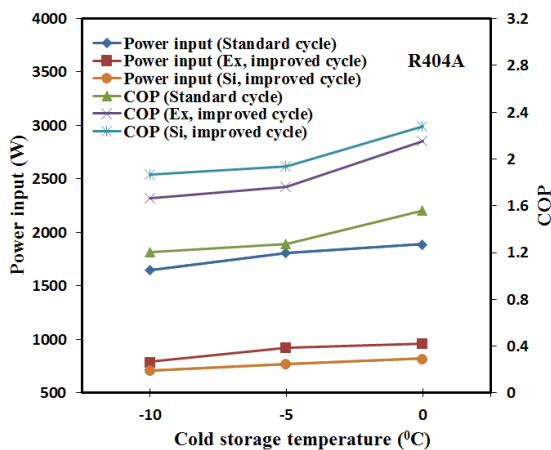 4000
3500
3000
2500
2000
1500
1000
500
Power input (W)
Power input (Standard cycle)
Power input (Ex, improved cycle)
Power input (Si, improved cycle)
COP (Standard cycle)
COP (Ex, improved cycle)
COP (Si, improved cycle)
R404A
3.2
2.8
2.4
2
1.6
1.2
0.8
0.4
0
COP
-10 -5 0
Cold storage temperature (⁰C)